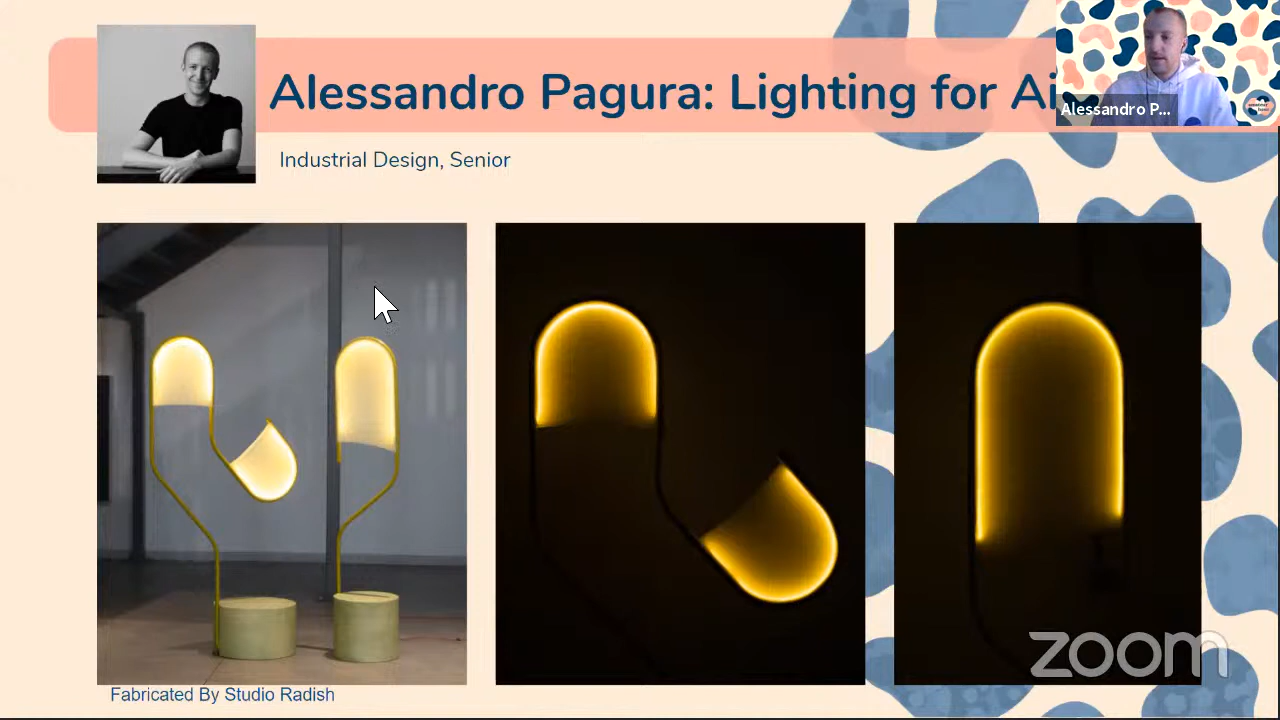 Alessandro Pagura: Lighting for Ai
Alessandro P...
Industrial Design, Senior
zoom
Fabricated By Studio Radish